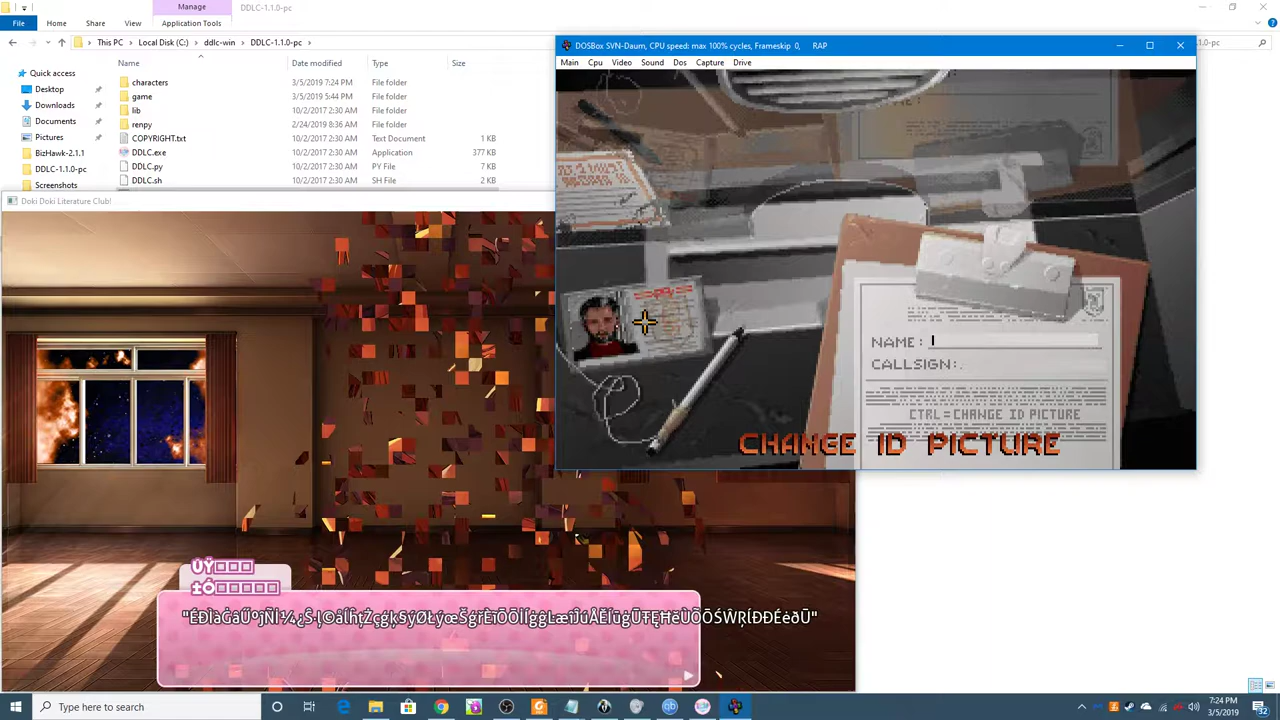 Manage
DDLC-1.1.0-pc
File
Home
Share
View
Application Tools
This PC
Local Disk (C:)
ddlc-win
DDLC-1.1.0-pc
.1.0-pc
Name
Date modified
Type
Size
Quick access
Desktop
Downloads
Documents
Pictures
BizHawk-2.1.1
DDLC-1.1.0-pc
Screenshots
characters 3/5/2019 7:24 PM File folder
game 3/5/2019 5:44 PM File folder
lib 10/2/2017 2:30 AM File folder
renpy 2/24/2019 8:36 AM File folder
COPYRIGHT.txt 10/2/2017 2:30 AM Text Document 1 KB
DDLC.exe 10/2/2017 2:30 AM Application 377 KB
DDLC.py 10/2/2017 2:30 AM PY File 7 KB
DDLC.sh 10/2/2017 2:30 AM SH File 2 KB
DOSBox SVN-Daum, CPU speed: max 100% cycles, Frameskip 0, RAP
Main
Cpu
Video
Sound
Dos
Capture
Drive
NAME:
CALLSIGN:
CTRL=CHANGE ID PICTURE
CHANGE ID PICTURE
Doki Doki Literature Club!
Type here to search
7:24 PM
3/5/2019
32